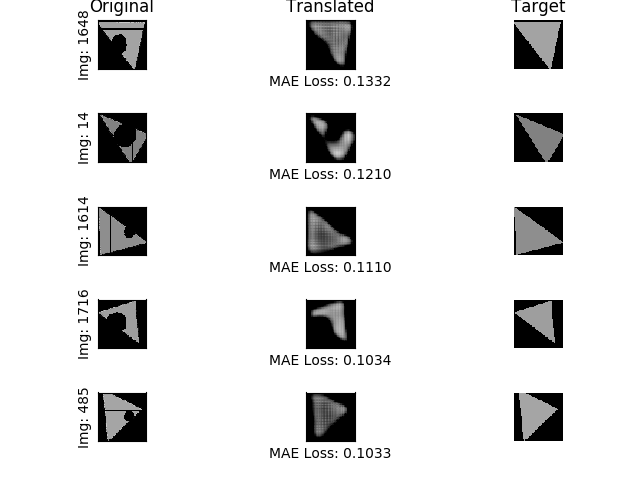 Original Translated Target
Img: 1648
MAE Loss: 0.1332
Img: 14
MAE Loss: 0.1210
Img: 1614
MAE Loss: 0.1110
Img: 1716
MAE Loss: 0.1034
Img: 485
MAE Loss: 0.1033